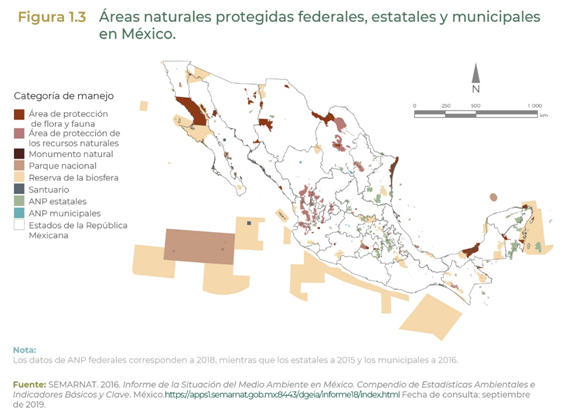 Figura 1.3 Áreas naturales protegidas federales, estatales y municipales
en México.
Categoría de manejo
Área de protección
de flora y fauna
Área de protección de
los recursos naturales
Monumento natural
Parque nacional
Reserva de la biosfera
Santuario
ANP estatales
ANP municipales
Estados de la República
Mexicana
N
0 250 500 1 000
km
Nota:
Los datos de ANP federales corresponden a 2018, mientras que los estatales a 2015 y los municipales a 2016.
Fuente: SEMARNAT. 2016. Informe de la Situación del Medio Ambiente en México. Compendio de Estadísticas Ambientales e
Indicadores Básicos y Clave. México.https://apps1.semarnat.gob.mx:8443/dgeia/informe18/index.html Fecha de consulta: septiembre
de 2019.